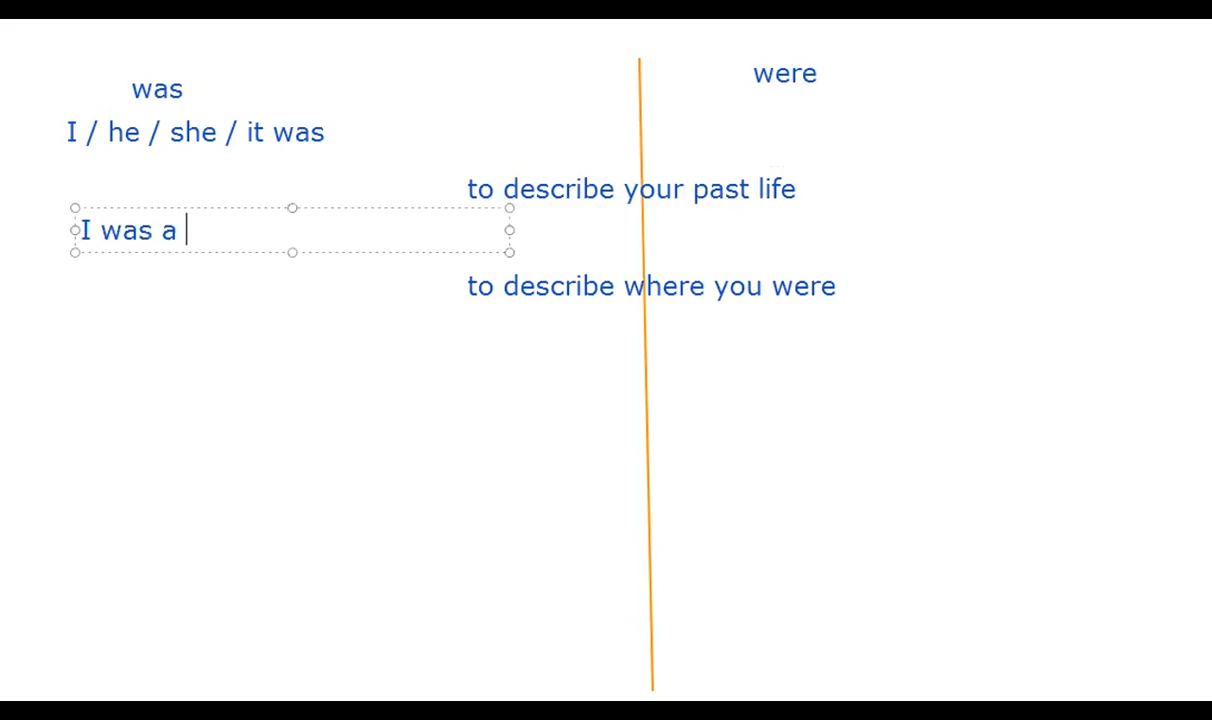 was
were
I / he / she / it was
to describe your past life
I was a
to describe where you were